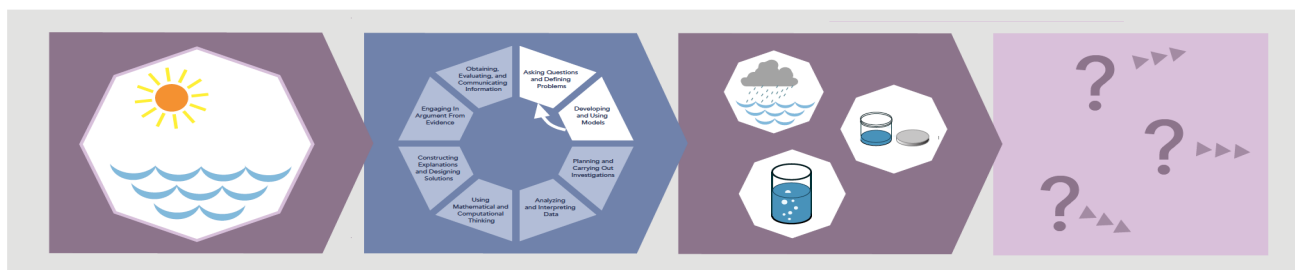 Obtaining,
Evaluating, and
Communicating
Information
Asking Questions
and Defining
Problems
Engaging In
Argument From
Evidence
Developing
and Using
Models
Constructing
Explanations
and Designing
Solutions
Planning and
Carrying Out
Investigations
Using
Mathematical and
Computational
Thinking
Analyzing
and Interpreting
Data
?
?
?